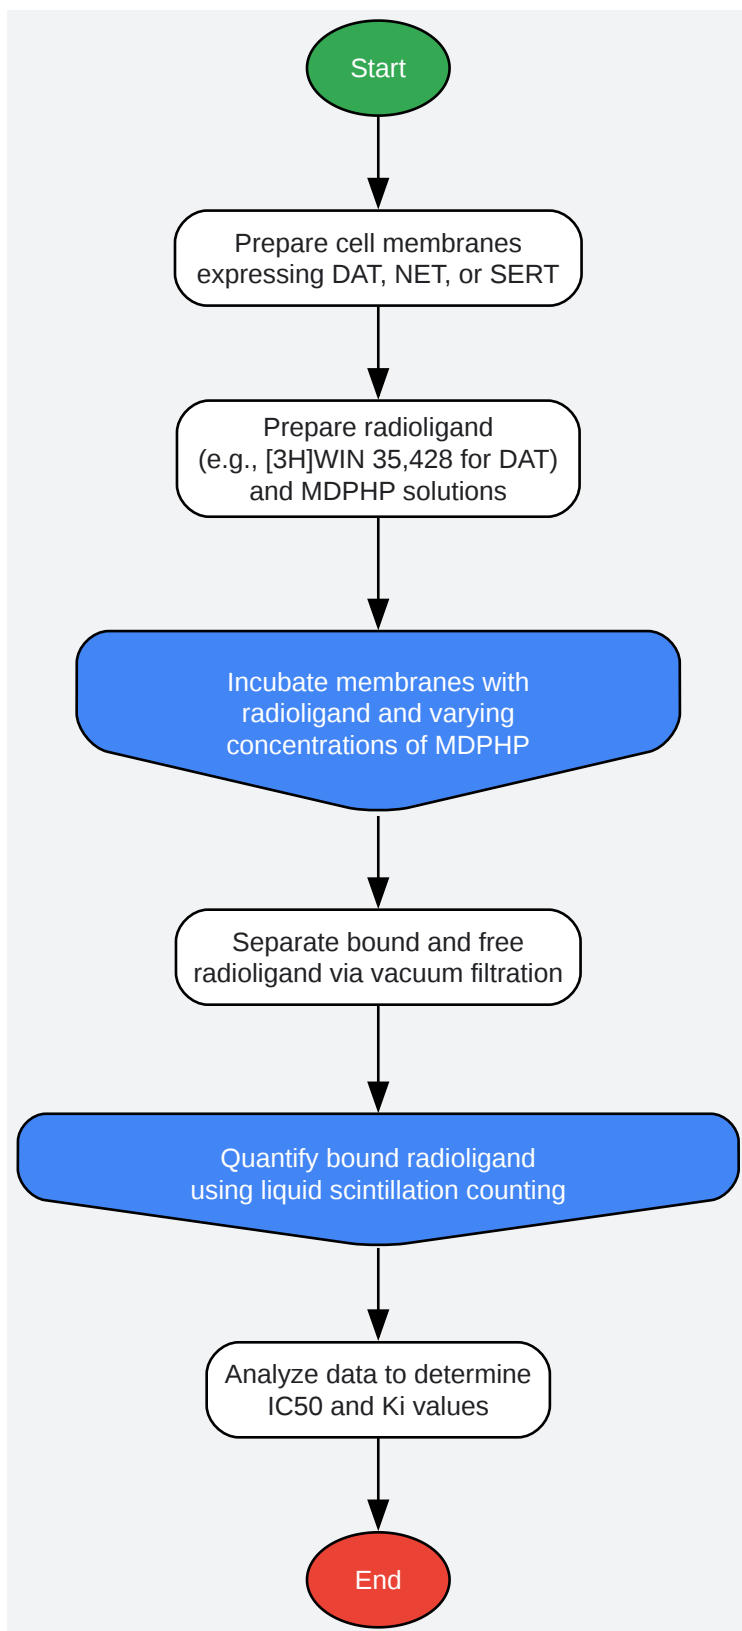 Start
Prepare cell membranes
expressing DAT, NET, or SERT
Prepare radioligand
(e.g., [3H]WIN 35,428 for DAT)
and MDPHP solutions
Incubate membranes with
radioligand and varying
concentrations of MDPHP
Separate bound and free
radioligand via vacuum filtration
Quantify bound radioligand
using liquid scintillation counting
Analyze data to determine
IC50 and Ki values
End